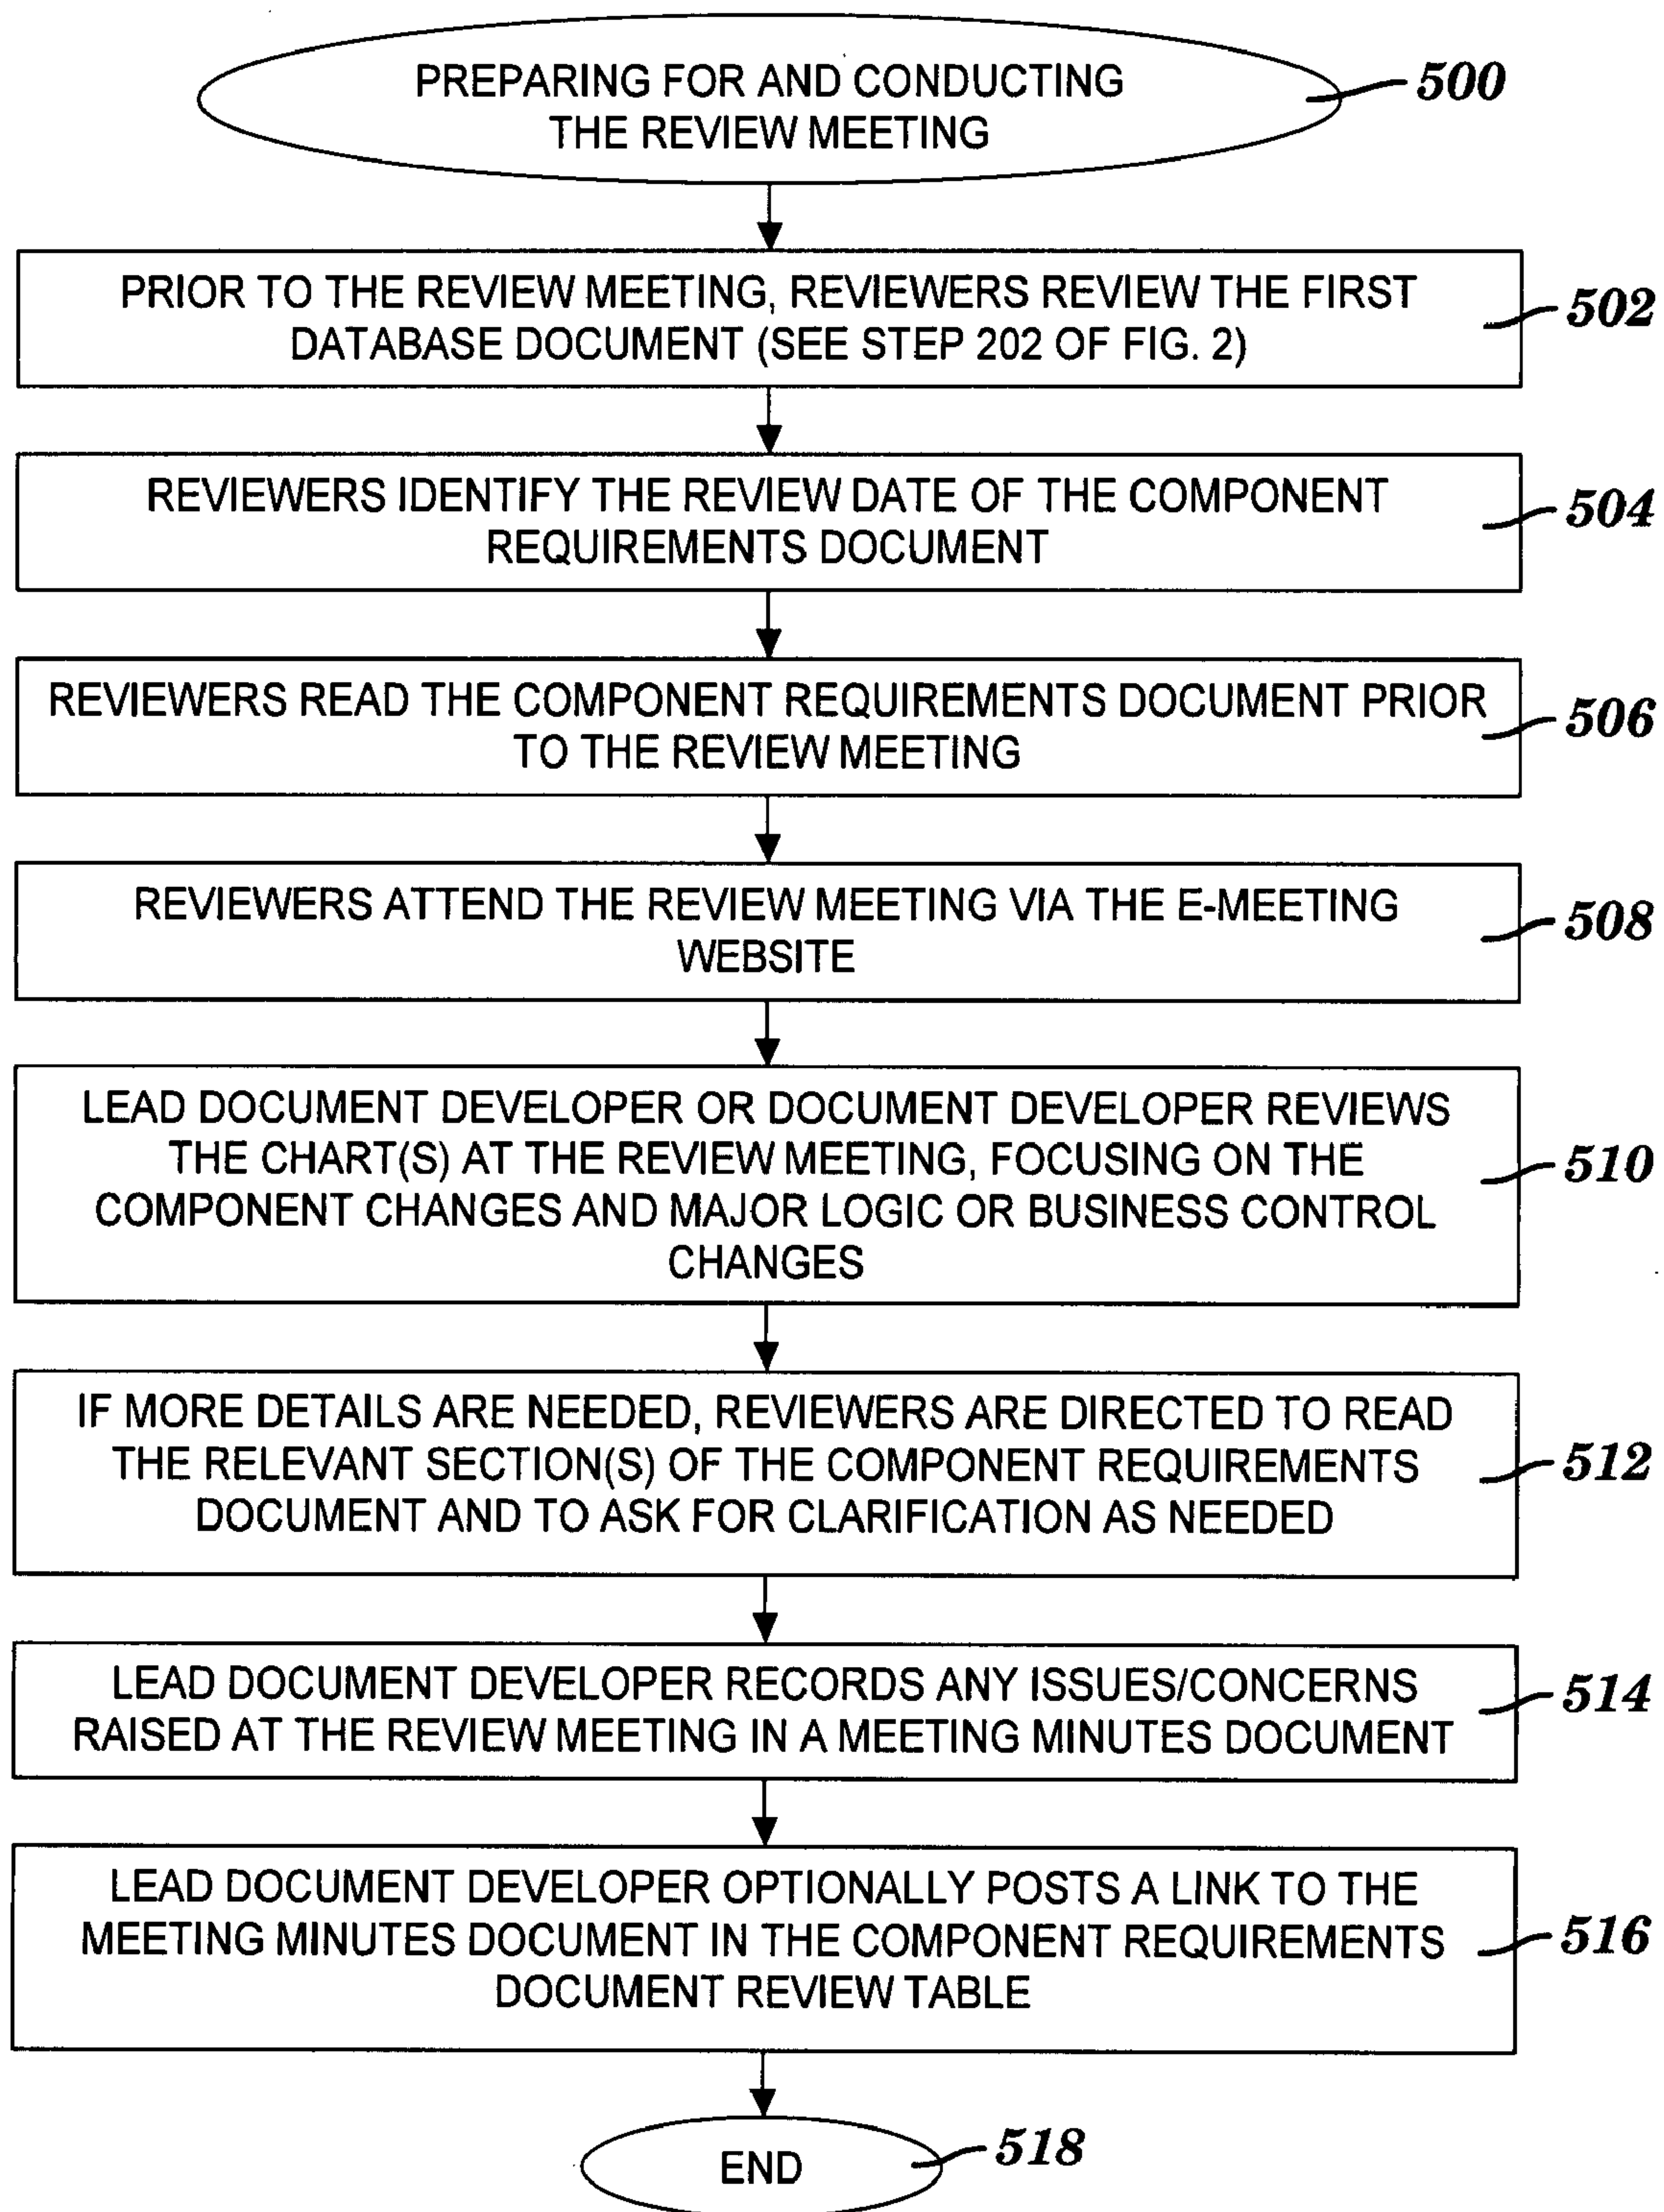 PREPARING FOR AND CONDUCTING
THE REVIEW MEETING
500
PRIOR TO THE REVIEW MEETING, REVIEWERS REVIEW THE FIRST
DATABASE DOCUMENT (SEE STEP 202 OF FIG. 2)
502
REVIEWERS IDENTIFY THE REVIEW DATE OF THE COMPONENT
REQUIREMENTS DOCUMENT
504
REVIEWERS READ THE COMPONENT REQUIREMENTS DOCUMENT PRIOR
TO THE REVIEW MEETING
506
REVIEWERS ATTEND THE REVIEW MEETING VIA THE E-MEETING
WEBSITE
508
LEAD DOCUMENT DEVELOPER OR DOCUMENT DEVELOPER REVIEWS
THE CHART(S) AT THE REVIEW MEETING, FOCUSING ON THE
COMPONENT CHANGES AND MAJOR LOGIC OR BUSINESS CONTROL
CHANGES
510
IF MORE DETAILS ARE NEEDED, REVIEWERS ARE DIRECTED TO READ
THE RELEVANT SECTION(S) OF THE COMPONENT REQUIREMENTS
DOCUMENT AND TO ASK FOR CLARIFICATION AS NEEDED
512
LEAD DOCUMENT DEVELOPER RECORDS ANY ISSUES/CONCERNS
RAISED AT THE REVIEW MEETING IN A MEETING MINUTES DOCUMENT
514
LEAD DOCUMENT DEVELOPER OPTIONALLY POSTS A LINK TO THE
MEETING MINUTES DOCUMENT IN THE COMPONENT REQUIREMENTS
DOCUMENT REVIEW TABLE
516
END
518